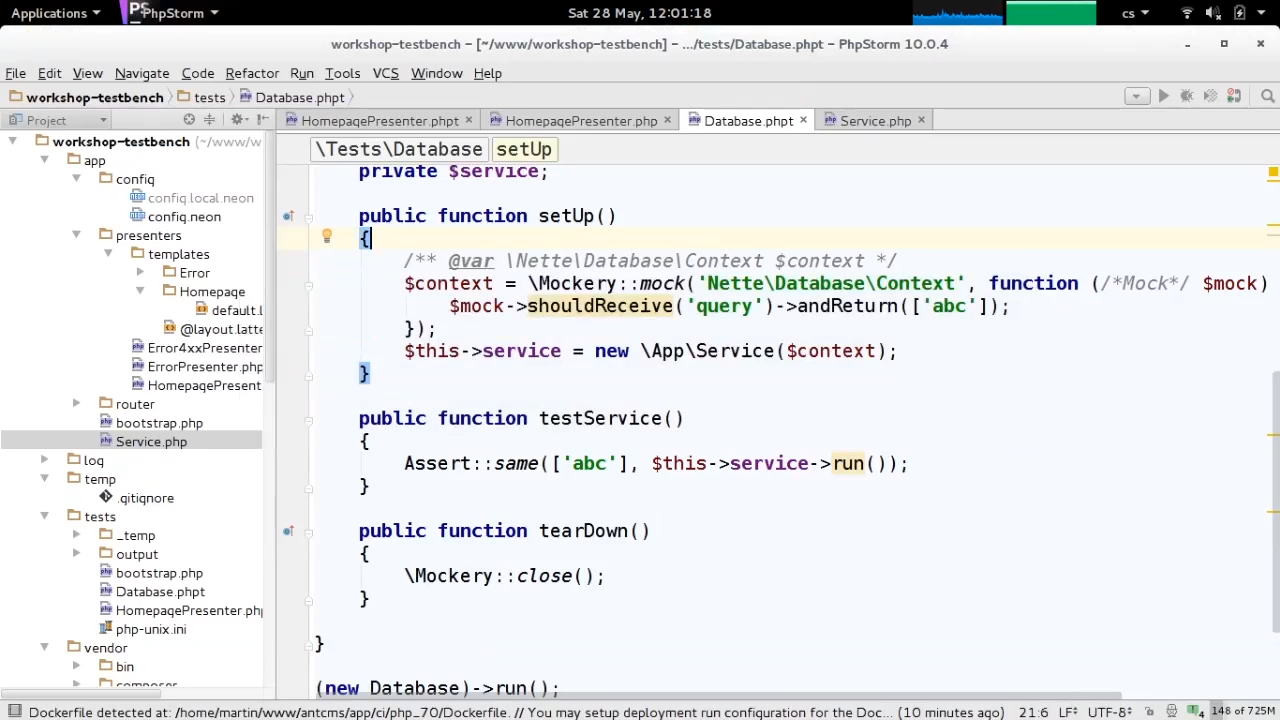 Applications PhpStorm Sat 28 May, 12:01:18 cs
workshop-testbench - [~/www/workshop-testbench] - .../tests/Database.phpt - PhpStorm 10.0.4
File Edit View Navigate Code Refactor Run Tools VCS Window Help
workshop-testbench tests Database.phpt
Project HomepagePresenter.phpt HomepagePresenter.php Database.phpt Service.php
workshop-testbench (~/www/w
app
config
config.local.neon
config.neon
presenters
templates
Error
Homepage
default.l
@layout.latte
Error4xxPresenter
ErrorPresenter.php
HomepagePresent
router
bootstrap.php
Service.php
log
temp
.gitignore
tests
_temp
output
bootstrap.php
Database.phpt
HomepagePresenter.php
php-unix.ini
vendor
bin
composer
\Tests\Database setUp
private $service;
public function setUp()
{
/** @var \Nette\Database\Context $context */
$context = \Mockery::mock('Nette\Database\Context', function (/*Mock*/ $mock)
$mock->shouldReceive('query')->andReturn(['abc']);
});
$this->service = new \App\Service($context);
}
public function testService()
{
Assert::same(['abc'], $this->service->run());
}
public function tearDown()
{
\Mockery::close();
}
}
(new Database)->run();
Dockerfile detected at: /home/martin/www/antcms/app/ci/php_70/Dockerfile. // You may setup deployment run configuration for the Doc... (10 minutes ago) 21:6 LF÷ UTF-8÷ 148 of 725M